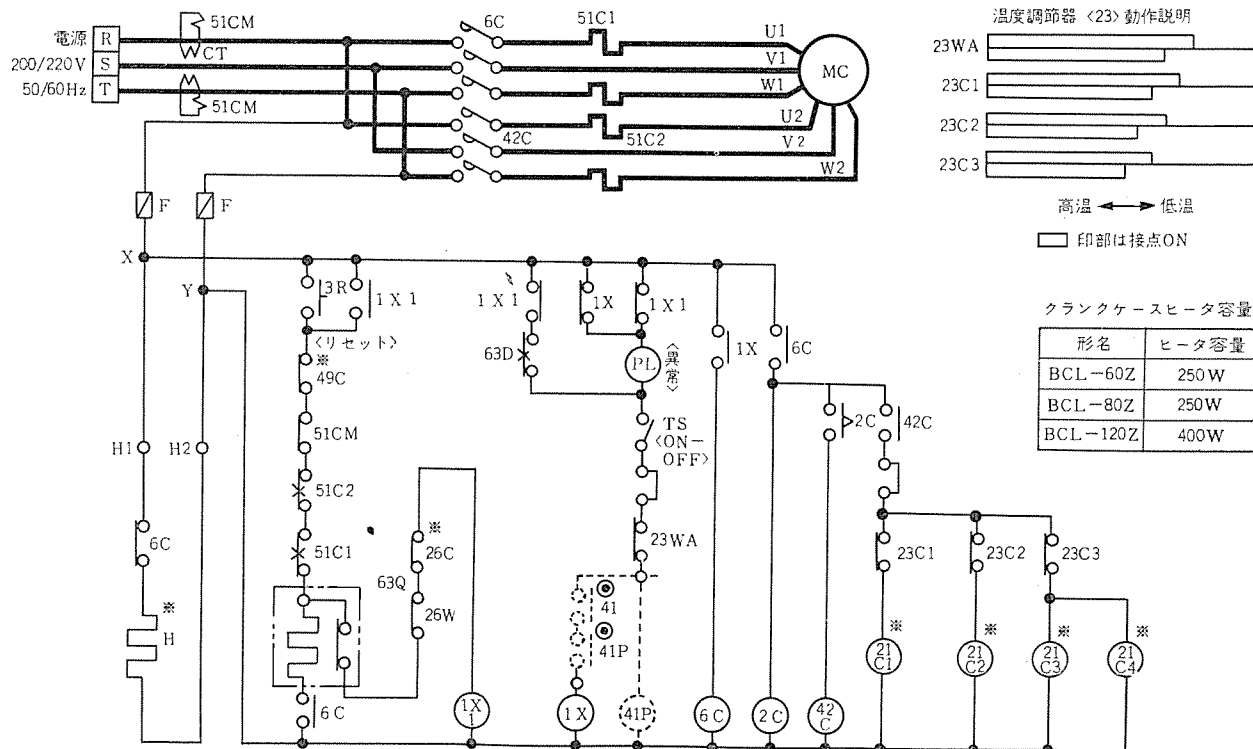 51CM
6C
51C1
電源 R
CT
U1
200/220V S
V1
MC
50/60Hz T
W1
51CM
U2
42C
51C2
V2
W2
温度調節器〈23〉動作説明
23WA
23C1
23C2
23C3
高温 ←→ 低温
印部は接点ON
F
F
X
Y
3R
1X1
〈リセット〉
※
49C
51CM
51C2
51C1
6C
H1
H2
6C
※
H
※
26C
63Q
26W
1X1
1X1
63D
1X
1X1
PL
〈異常〉
TS
〈ON-
OFF〉
23WA
41
41P
1X
41P
1X
6C
6C
2C
2C
42C
42C
23C1
23C2
23C3
※
21C1
※
21C2
※
21C3
※
21C4
クランクケースヒータ容量
形名 ヒータ容量
BCL-60Z 250W
BCL-80Z 250W
BCL-120Z 400W